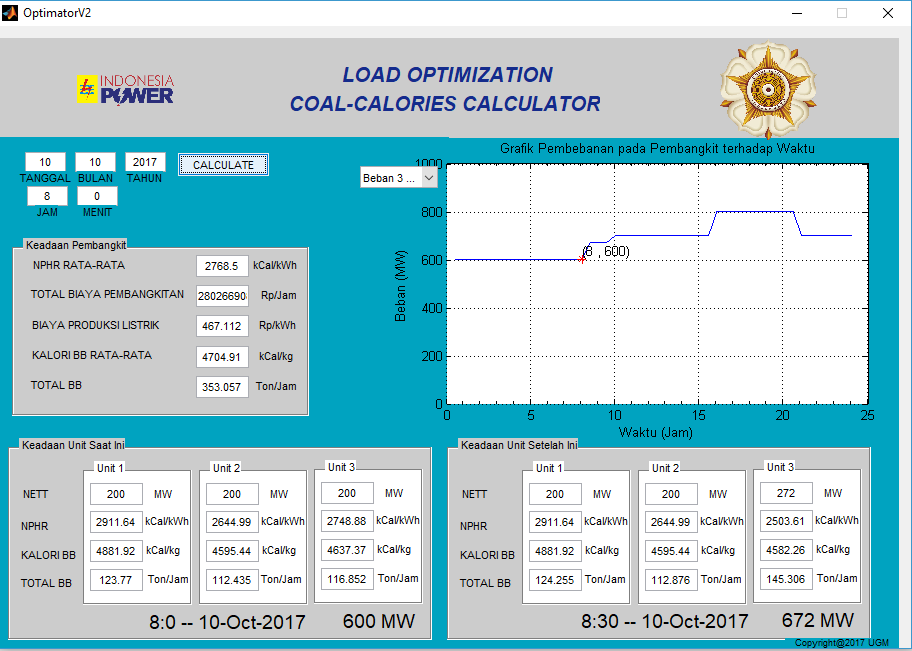 OptimatorV2
INDONESIA
POWER
LOAD OPTIMIZATION
COAL-CALORIES CALCULATOR
10 10 2017 CALCULATE
TANGGAL BULAN TAHUN
8 0
JAM MENIT
Beban 3 ...
Grafik Pembebanan pada Pembangkit terhadap Waktu
1000
800
600
400
200
0
Beban (MW)
(8 , 600)
0 5 10 15 20 25
Waktu (Jam)
Keadaan Pembangkit
NPHR RATA-RATA 2768.5 kCal/kWh
TOTAL BIAYA PEMBANGKITAN 28026690 Rp/Jam
BIAYA PRODUKSI LISTRIK 467.112 Rp/kWh
KALORI BB RATA-RATA 4704.91 kCal/kg
TOTAL BB 353.057 Ton/Jam
Keadaan Unit Saat Ini
Unit 1 Unit 2 Unit 3
NETT 200 MW 200 MW 200 MW
NPHR 2911.64 kCal/kWh 2644.99 kCal/kWh 2748.88 kCal/kWh
KALORI BB 4881.92 kCal/kg 4595.44 kCal/kg 4637.37 kCal/kg
TOTAL BB 123.77 Ton/Jam 112.435 Ton/Jam 116.852 Ton/Jam
8:0 -- 10-Oct-2017 600 MW
Keadaan Unit Setelah Ini
Unit 1 Unit 2 Unit 3
NETT 200 MW 200 MW 272 MW
NPHR 2911.64 kCal/kWh 2644.99 kCal/kWh 2503.61 kCal/kWh
KALORI BB 4881.92 kCal/kg 4595.44 kCal/kg 4582.26 kCal/kg
TOTAL BB 124.255 Ton/Jam 112.876 Ton/Jam 145.306 Ton/Jam
8:30 -- 10-Oct-2017 672 MW
Copyright@2017 UGM